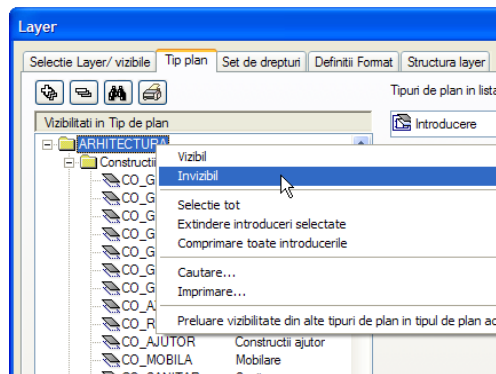 Layer
Selectie Layer/ vizibile Tip plan Set de drepturi Definitii Format Structura layer
Tipuri de plan in lista
Vizibilitati in Tip de plan
Introducere
ARHITECTURA
Constructii
Vizibil
Invizibil
CO_G
CO_G
Selectie tot
CO_G
Extindere introduceri selectate
CO_G
Comprimare toate introducerile
CO_G
CO_G
Cautare...
CO_G
Imprimare...
CO_A
CO_R
Preluare vizibilitate din alte tipuri de plan in tipul de plan
CO_AJUTOR Constructii ajutor
CO_MOBILA Mobilare